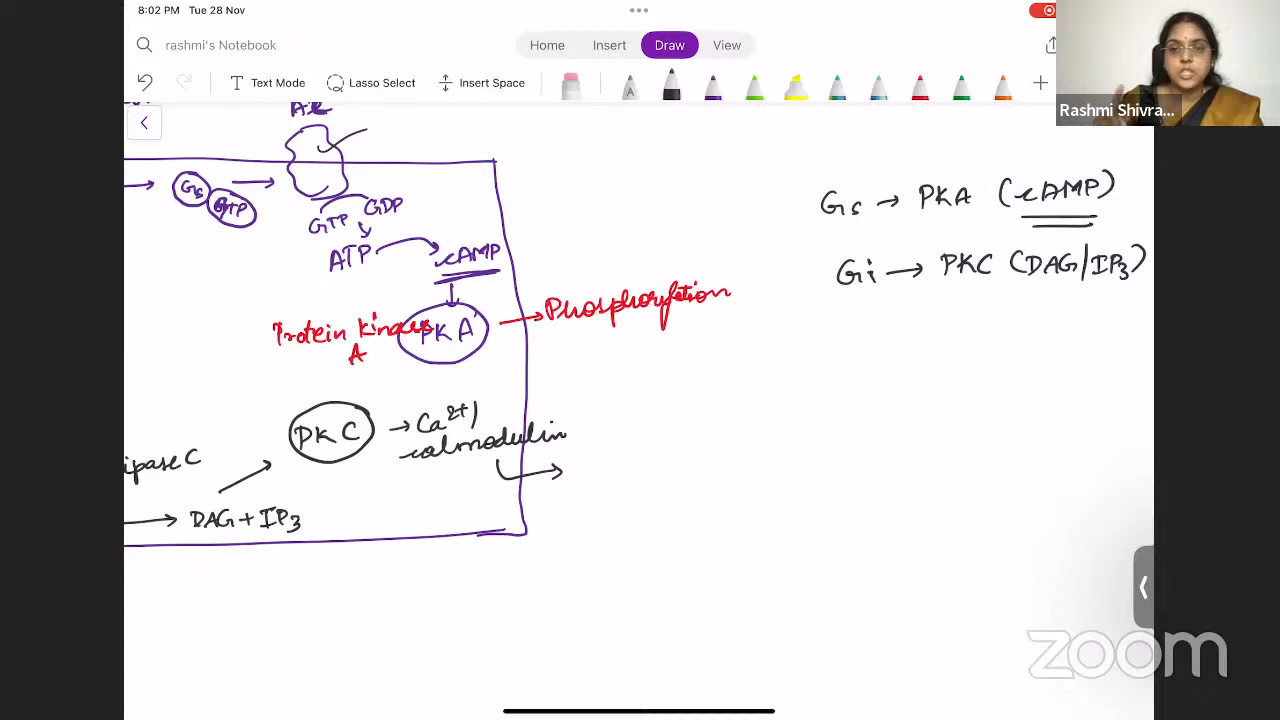 8:02 PM Tue 28 Nov
rashmi's Notebook
Home Insert Draw View
Text Mode Lasso Select Insert Space
A
Rashmi Shivra...
Gs
GTP
GTP GDP
ATP cAMP
Protein kinase PKA
A
Phosphorylation
Gs → PKA (cAMP)
Gi → PKC (DAG/IP3)
PKC → Ca2+/
calmodulin
ipase C
→ DAG + IP3
zoom